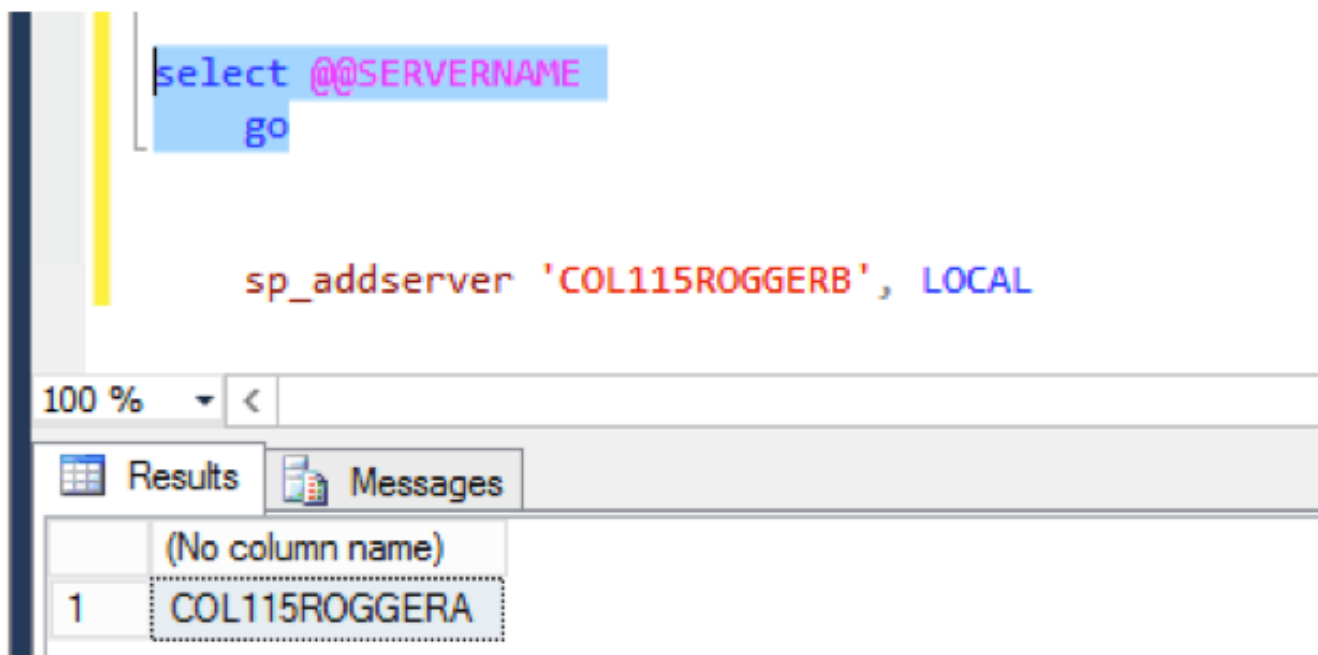 select @@SERVERNAME
go
sp_addserver 'COL115ROGGERB', LOCAL
100 %
Results Messages
(No column name)
1 COL115ROGGERA